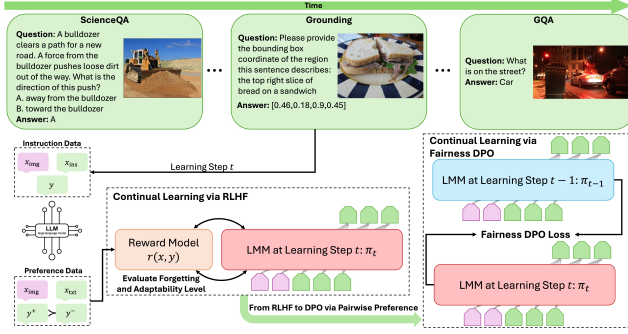 Time
ScienceQA
Question: A bulldozer
clears a path for a new
road. A force from the
bulldozer pushes loose dirt
out of the way. What is the
direction of this push?
A. away from the bulldozer
B. toward the bulldozer
Answer: A
...
Grounding
Question: Please provide
the bounding box
coordinate of the region
this sentence describes:
the top right slice of
bread on a sandwich
Answer: [0.46,0.18,0.9,0.45]
...
GQA
Question: What
is on the street?
Answer: Car
Instruction Data
x_img
x_ins
y
Learning Step t
LLM
Preference Data
x_img
x_txt
y⁺ ≻ y⁻
Continual Learning via RLHF
Reward Model
r(x, y)
Evaluate Forgetting
and Adaptability Level
LMM at Learning Step t: π_t
From RLHF to DPO via Pairwise Preference
Continual Learning via
Fairness DPO
LMM at Learning Step t − 1: π_{t−1}
Fairness DPO Loss
LMM at Learning Step t: π_t